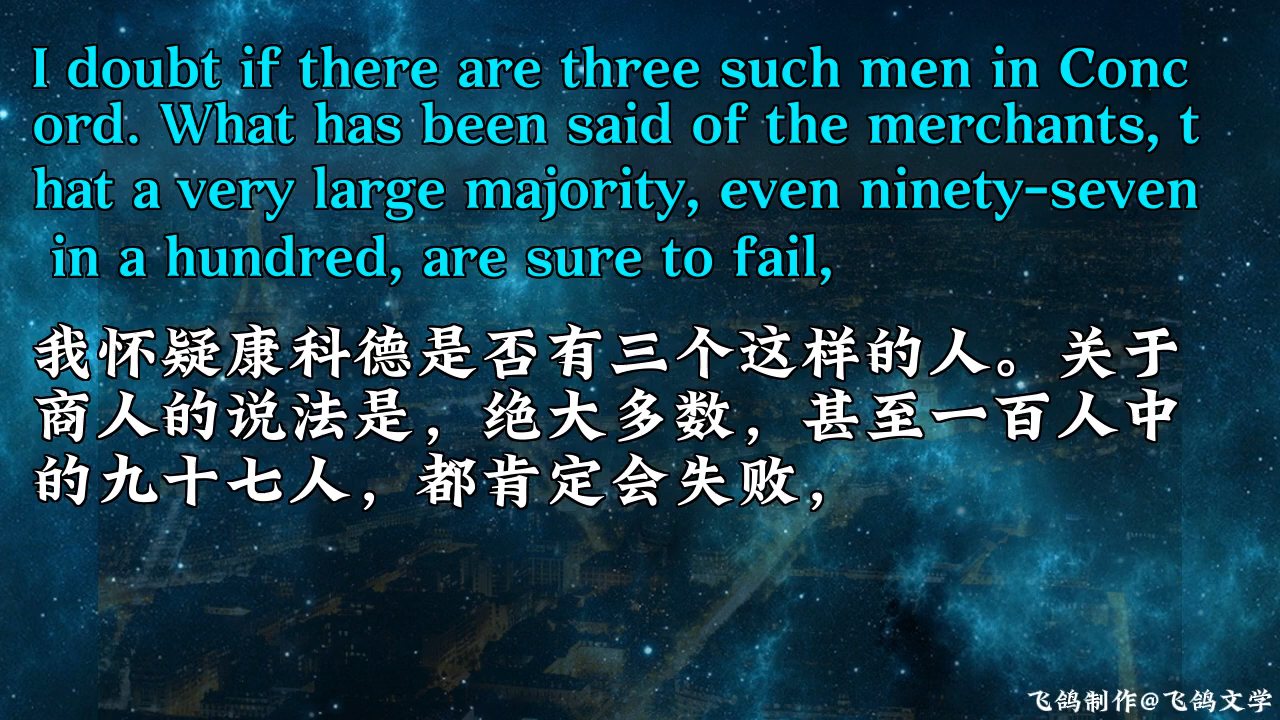 I doubt if there are three such men in Conc
ord. What has been said of the merchants, t
hat a very large majority, even ninety-seven
in a hundred, are sure to fail,
我怀疑康科德是否有三个这样的人。关于
商人的说法是，绝大多数，甚至一百人中
的九十七人，都肯定会失败，
飞鸽制作@飞鸽文学